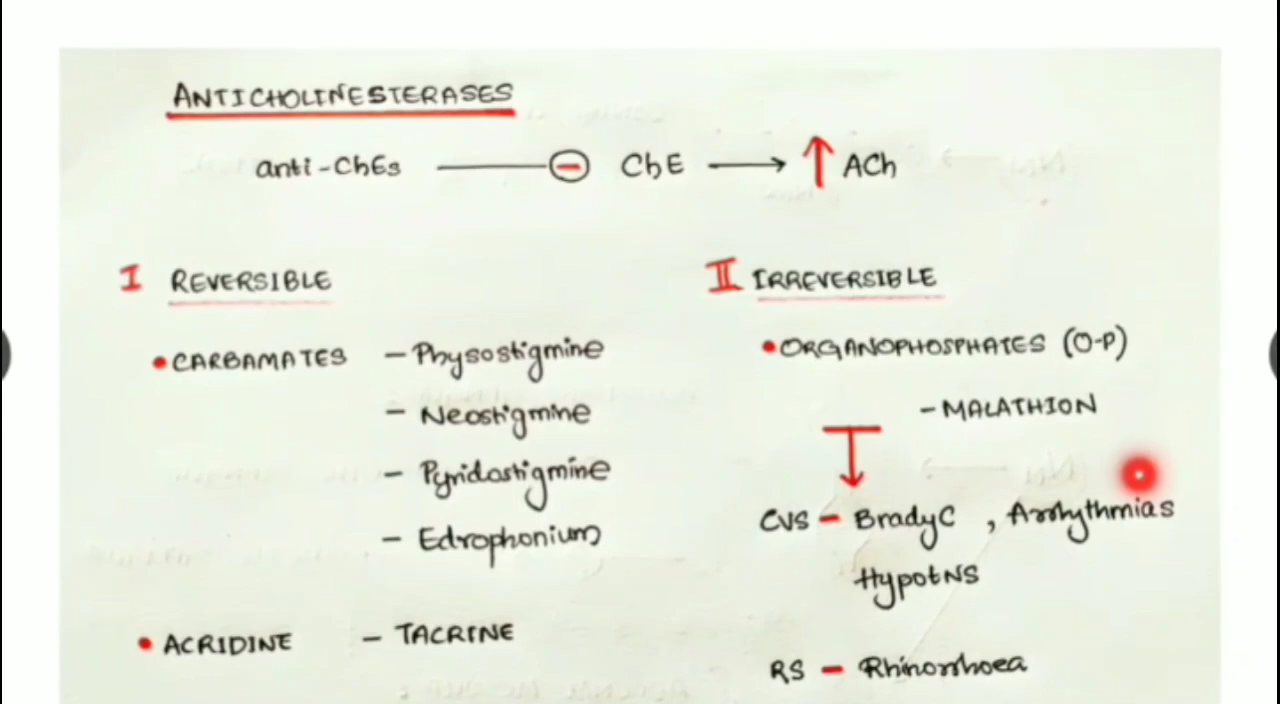 ANTICHOLINESTERASES
anti-ChEs —⊖ ChE → ↑ ACh
I REVERSIBLE
• CARBAMATES – Physostigmine
– Neostigmine
– Pyridostigmine
– Edrophonium
• ACRIDINE – TACRINE
II IRREVERSIBLE
• ORGANOPHOSPHATES (O-P)
– MALATHION
CVS – BradyC , Arrhythmias
HypotNS
RS – Rhinorrhoea